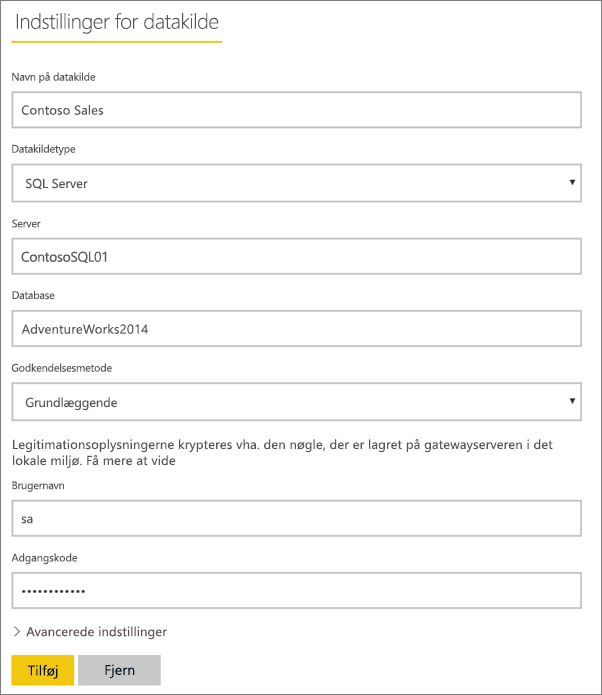 Indstillinger for datakilde
Navn på datakilde
Contoso Sales
Datakildetype
SQL Server
Server
ContosoSQL01
Database
AdventureWorks2014
Godkendelsesmetode
Grundlæggende
Legitimationsoplysningerne krypteres vha. den nøgle, der er lagret på gatewayserveren i det
lokale miljø. Få mere at vide
Brugernavn
sa
Adgangskode
••••••••••••
Avancerede indstillinger
Tilføj
Fjern